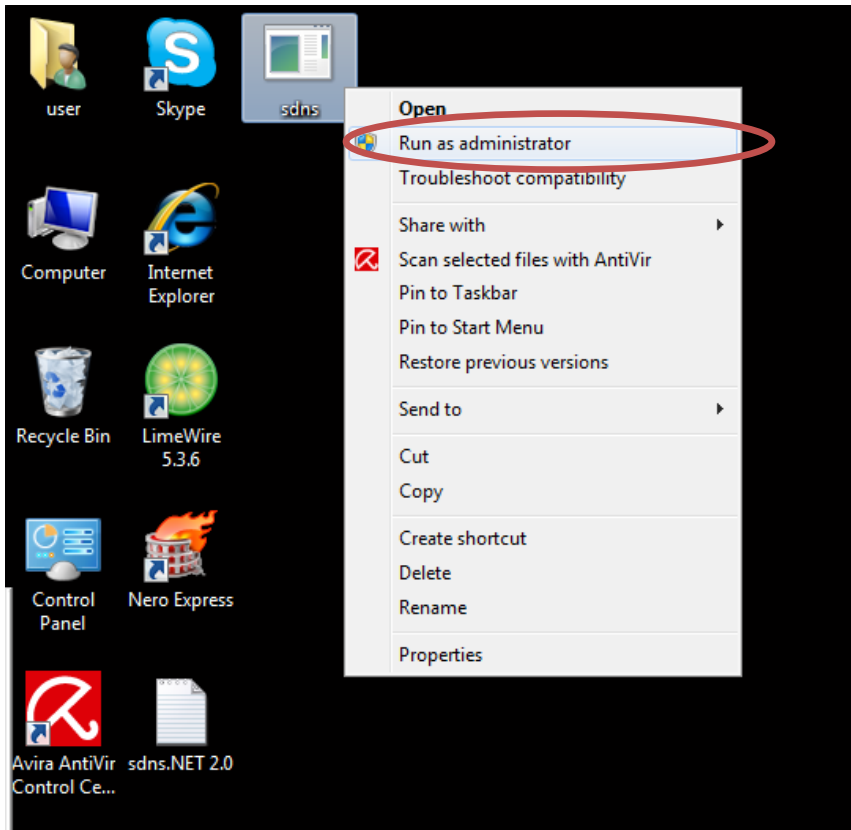 user
Skype
sdns
Open
Run as administrator
Troubleshoot compatibility
Share with
Scan selected files with AntiVir
Pin to Taskbar
Pin to Start Menu
Restore previous versions
Send to
Cut
Copy
Create shortcut
Delete
Rename
Properties
Computer
Internet
Explorer
Recycle Bin
LimeWire
5.3.6
Control
Panel
Nero Express
Avira AntiVir
Control Ce...
sdns.NET 2.0